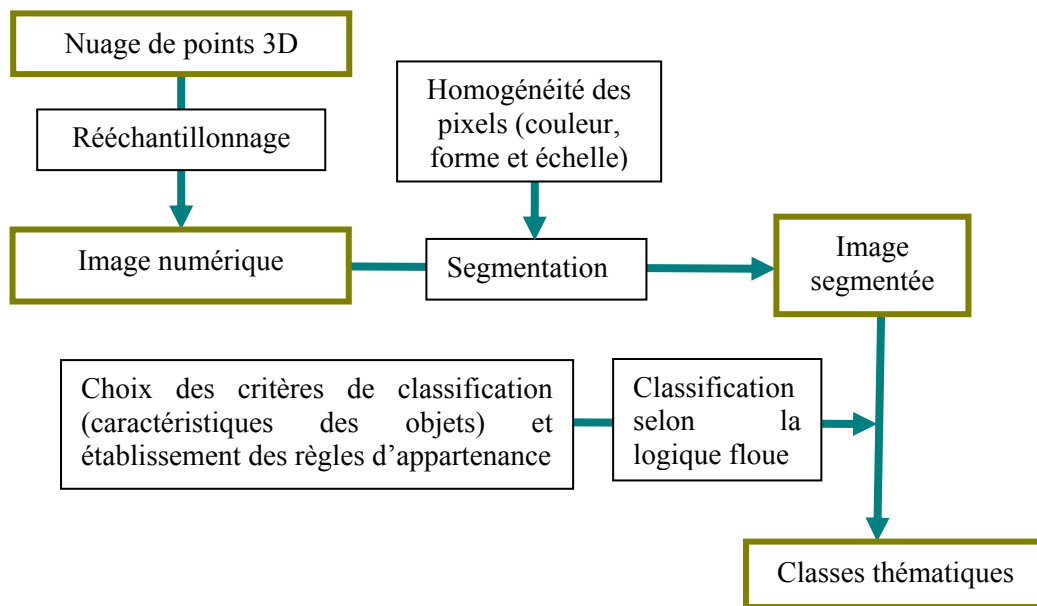 Nuage de points 3D
Rééchantillonnage
Homogénéité des
pixels (couleur,
forme et échelle)
Image numérique
Segmentation
Image
segmentée
Choix des critères de classification
(caractéristiques des objets) et
établissement des règles d’appartenance
Classification
selon la
logique floue
Classes thématiques